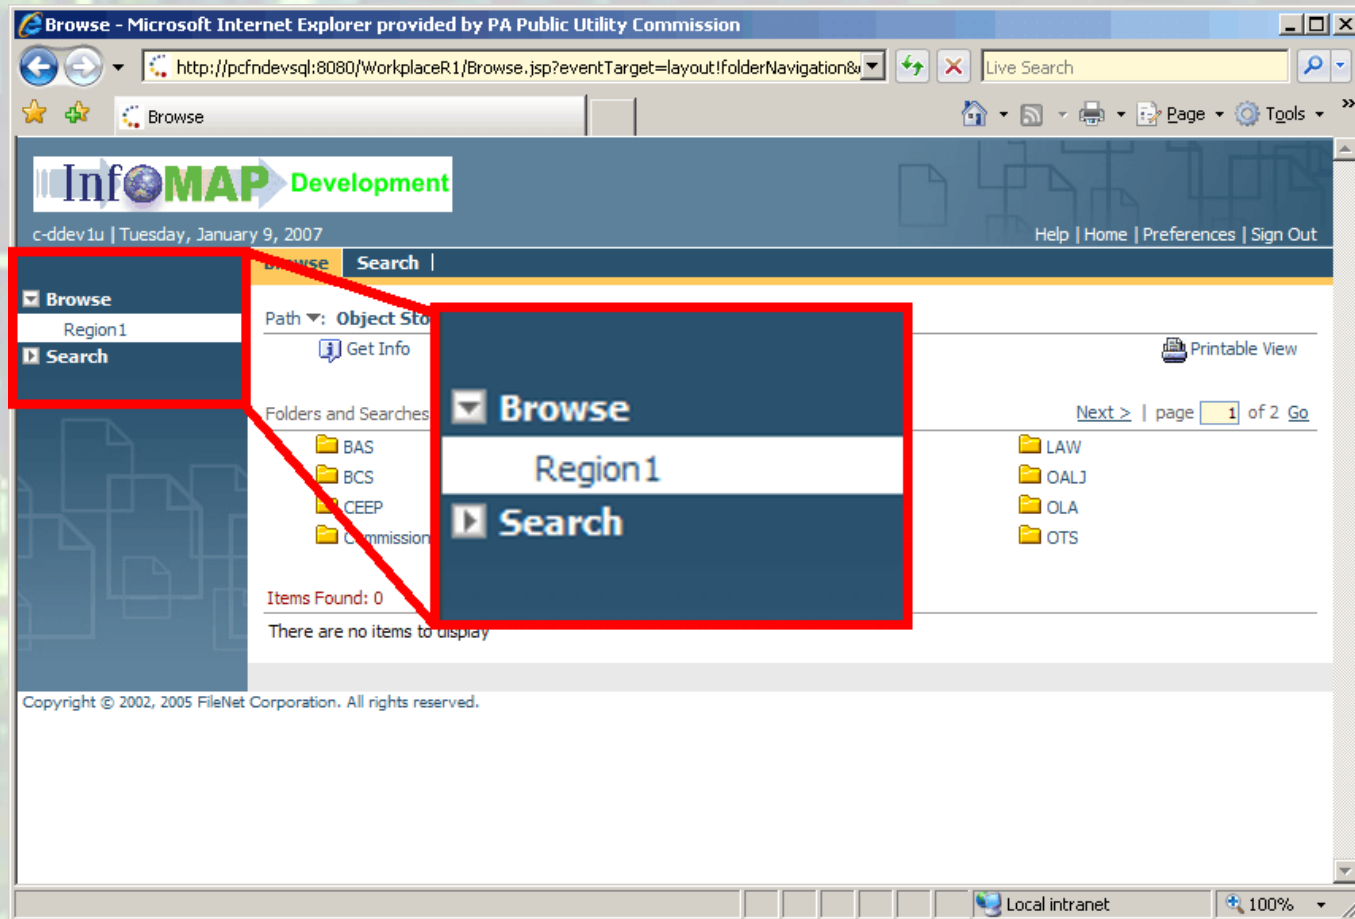 Browse - Microsoft Internet Explorer provided by PA Public Utility Commission
http://pcfndevsql:8080/WorkplaceR1/Browse.jsp?eventTarget=layout!folderNavigation&
Live Search
Browse
Page
Tools
»
InfoMAP Development
c-ddev1u | Tuesday, January 9, 2007
Help | Home | Preferences | Sign Out
Browse Search |
Browse
Region1
Search
Path : Object Sto
Get Info
Printable View
Folders and Searches
Next > | page 1 of 2 Go
BAS
BCS
CEEP
Commission
LAW
OALJ
OLA
OTS
Browse
Region1
Search
Items Found: 0
There are no items to display
Copyright © 2002, 2005 FileNet Corporation. All rights reserved.
Local intranet
100%